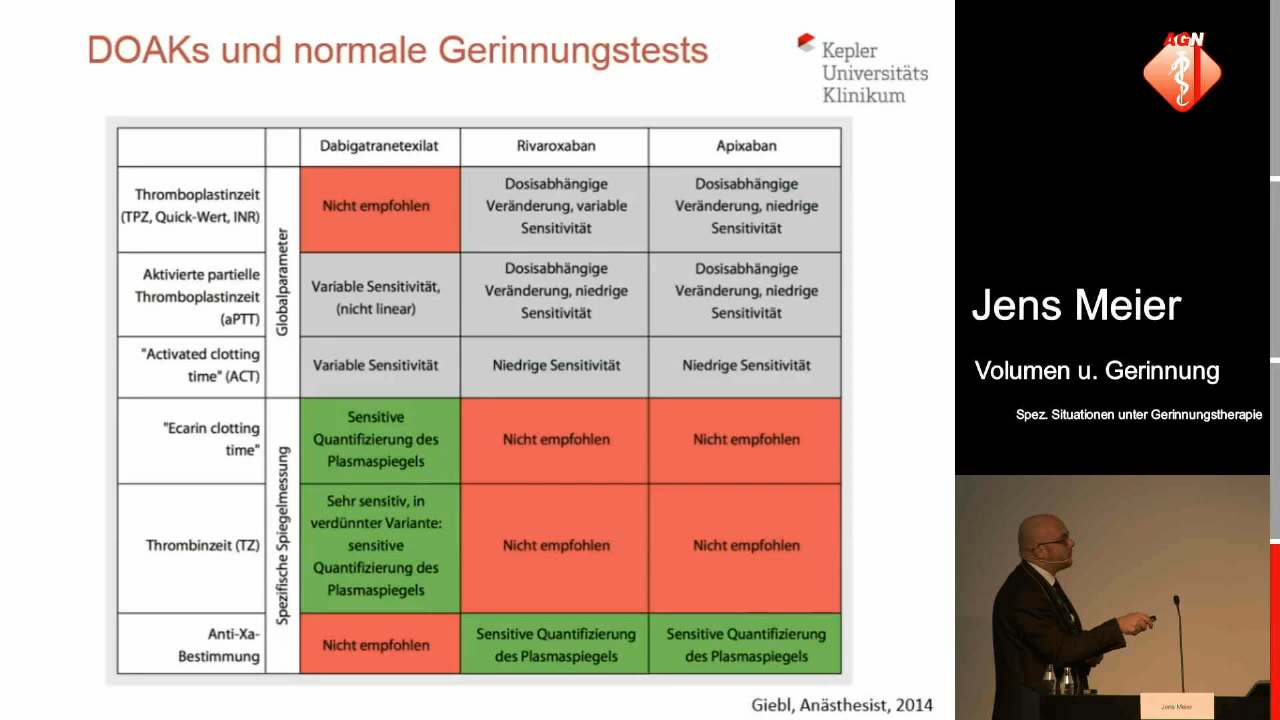 DOAKs und normale Gerinnungstests
Kepler
Universitäts
Klinikum
Dabigatranetexilat
Rivaroxaban
Apixaban
Thromboplastinzeit
(TPZ, Quick-Wert, INR)
Globalparameter
Nicht empfohlen
Dosisabhängige
Veränderung, variable
Sensitivität
Dosisabhängige
Veränderung, niedrige
Sensitivität
Aktivierte partielle
Thromboplastinzeit
(aPTT)
Variable Sensitivität,
(nicht linear)
Dosisabhängige
Veränderung, niedrige
Sensitivität
Dosisabhängige
Veränderung, niedrige
Sensitivität
"Activated clotting
time" (ACT)
Variable Sensitivität
Niedrige Sensitivität
Niedrige Sensitivität
"Ecarin clotting
time"
Spezifische Spiegelmessung
Sensitive
Quantifizierung des
Plasmaspiegels
Nicht empfohlen
Nicht empfohlen
Thrombinzeit (TZ)
Sehr sensitiv, in
verdünnter Variante:
sensitive
Quantifizierung des
Plasmaspiegels
Nicht empfohlen
Nicht empfohlen
Anti-Xa-
Bestimmung
Nicht empfohlen
Sensitive Quantifizierung
des Plasmaspiegels
Sensitive Quantifizierung
des Plasmaspiegels
Giebl, Anästhesist, 2014
AGN
Jens Meier
Volumen u. Gerinnung
Spez. Situationen unter Gerinnungstherapie
Jens Meier